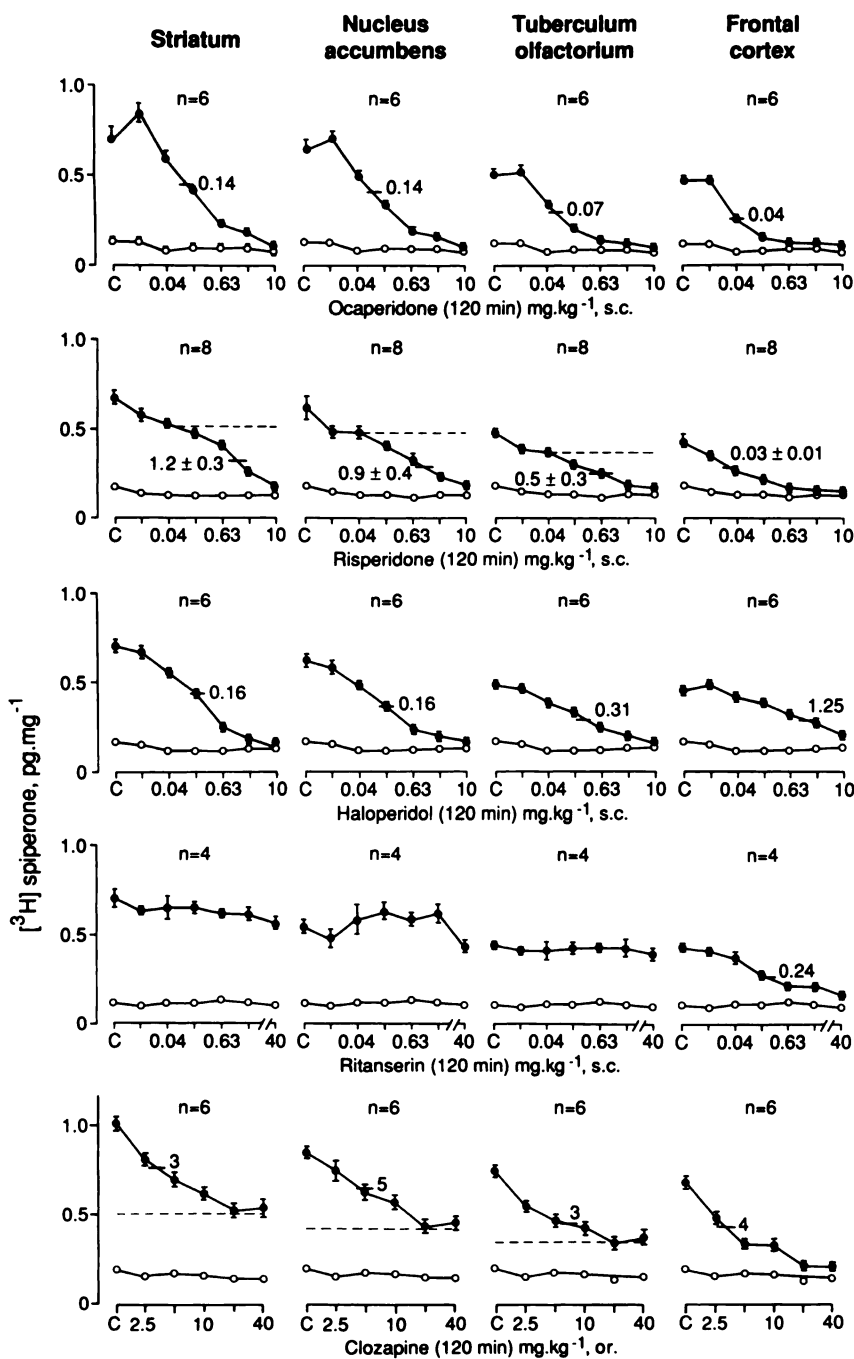 Striatum Nucleus accumbens Tuberculum olfactorium Frontal cortex
[³H] spiperone, pg.mg⁻¹
n=6 n=6 n=6 n=6
1.0
0.5
0
0.14 0.14 0.07 0.04
C 0.04 0.63 10 C 0.04 0.63 10 C 0.04 0.63 10 C 0.04 0.63 10
Ocaperidone (120 min) mg.kg⁻¹, s.c.
n=8 n=8 n=8 n=8
1.0
0.5
0
1.2 ± 0.3 0.9 ± 0.4 0.5 ± 0.3 0.03 ± 0.01
C 0.04 0.63 10 C 0.04 0.63 10 C 0.04 0.63 10 C 0.04 0.63 10
Risperidone (120 min) mg.kg⁻¹, s.c.
n=6 n=6 n=6 n=6
1.0
0.5
0
0.16 0.16 0.31 1.25
C 0.04 0.63 10 C 0.04 0.63 10 C 0.04 0.63 10 C 0.04 0.63 10
Haloperidol (120 min) mg.kg⁻¹, s.c.
n=4 n=4 n=4 n=4
1.0
0.5
0
0.24
C 0.04 0.63 40 C 0.04 0.63 40 C 0.04 0.63 40 C 0.04 0.63 40
Ritanserin (120 min) mg.kg⁻¹, s.c.
n=6 n=6 n=6 n=6
1.0
0.5
0
3 5 3 4
C 2.5 10 40 C 2.5 10 40 C 2.5 10 40 C 2.5 10 40
Clozapine (120 min) mg.kg⁻¹, or.